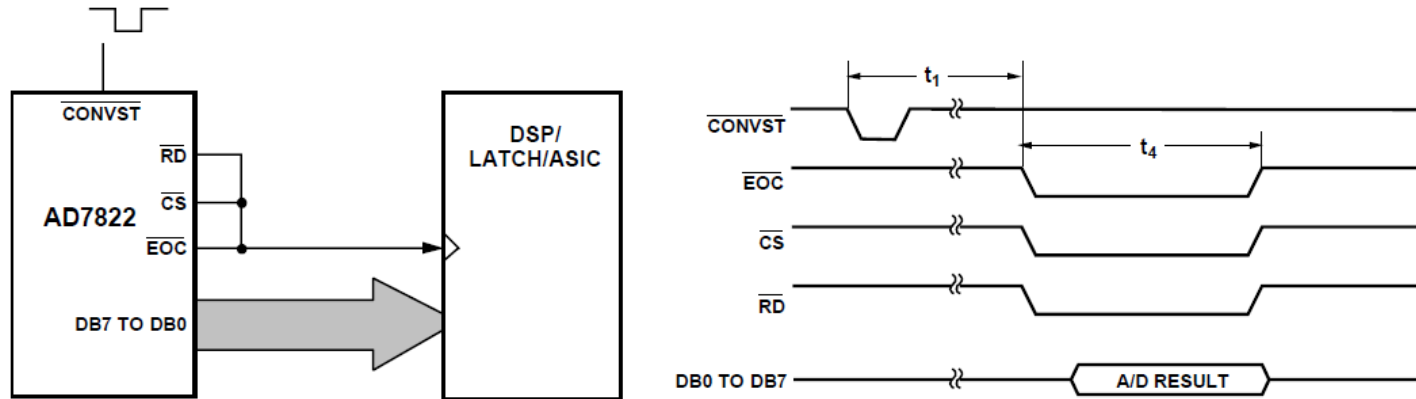 CONVST
RD
CS
AD7822
EOC
DB7 TO DB0
DSP/
LATCH/ASIC
t1
CONVST
t4
EOC
CS
RD
DB0 TO DB7
A/D RESULT